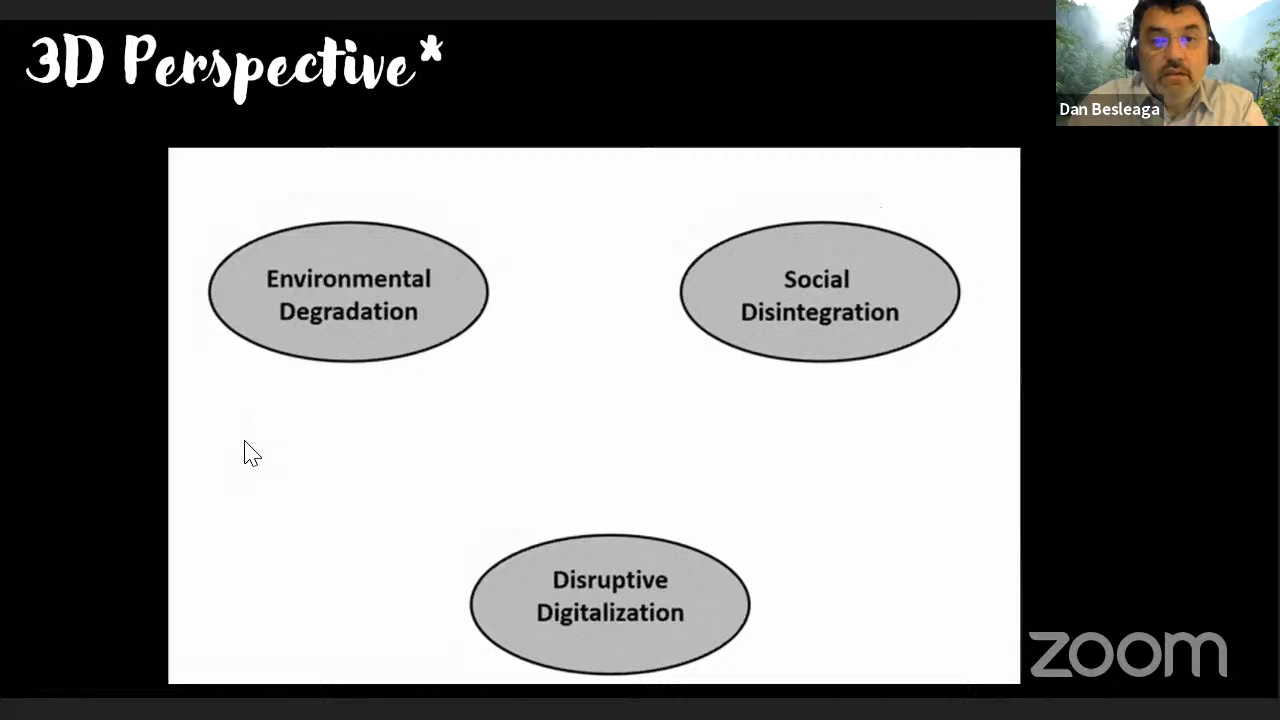 3D Perspective*
Dan Besleaga
Environmental
Degradation
Social
Disintegration
Disruptive
Digitalization
zoom